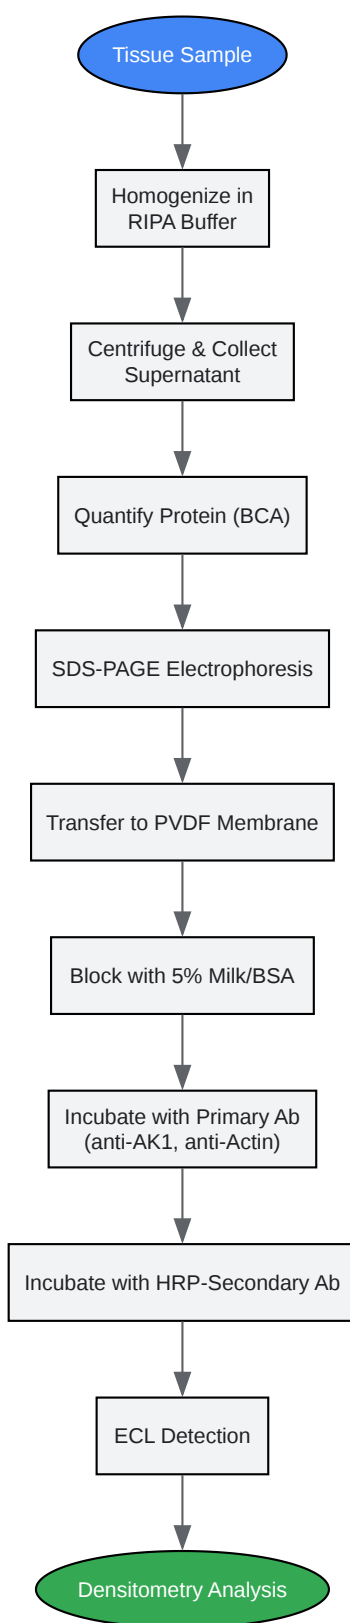 Tissue Sample
Homogenize in
RIPA Buffer
Centrifuge & Collect
Supernatant
Quantify Protein (BCA)
SDS-PAGE Electrophoresis
Transfer to PVDF Membrane
Block with 5% Milk/BSA
Incubate with Primary Ab
(anti-AK1, anti-Actin)
Incubate with HRP-Secondary Ab
ECL Detection
Densitometry Analysis